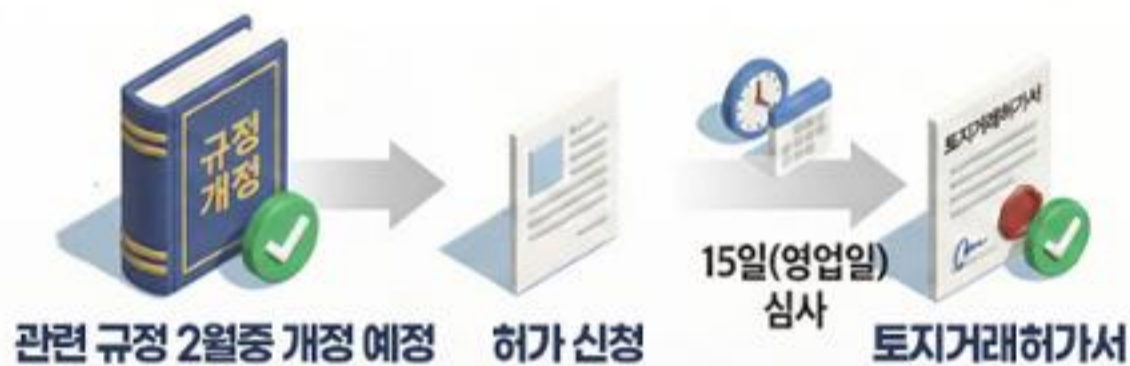 규정
개정
토지거래허가서
15일(영업일)
심사
관련 규정 2월중 개정 예정
허가 신청
토지거래허가서